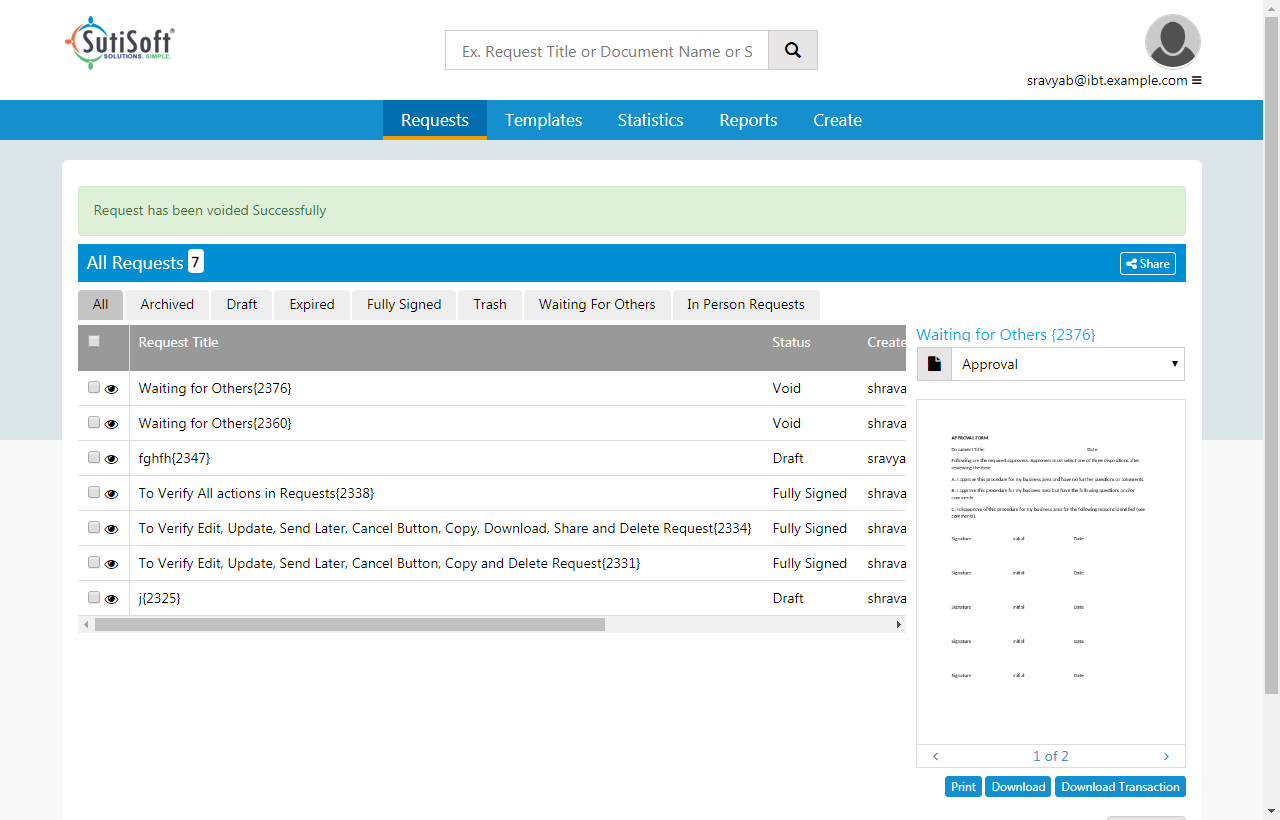 SutiSoft®
SOLUTIONS. SIMPLE.
Ex. Request Title or Document Name or S
sravyab@ibt.example.com
Requests Templates Statistics Reports Create
Request has been voided Successfully
All Requests 7
Share
All Archived Draft Expired Fully Signed Trash Waiting For Others In Person Requests
Request Title Status Create
Waiting for Others{2376} Void shrava
Waiting for Others{2360} Void shrava
fghfh{2347} Draft sravya
To Verify All actions in Requests{2338} Fully Signed shrava
To Verify Edit, Update, Send Later, Cancel Button, Copy, Download, Share and Delete Request{2334} Fully Signed shrava
To Verify Edit, Update, Send Later, Cancel Button, Copy and Delete Request{2331} Fully Signed shrava
j{2325} Draft shrava
Waiting for Others {2376}
Approval
APPROVAL FORM
Document Title: Date:
Following are the required approvers. Approvers must select one of three dispositions after
reviewing the item:
A. I approve this procedure for my business area and have no further questions or comments.
B. I approve this procedure for my business area but have the following questions and/or
comments.
C. I disapprove of this procedure for my business area for the following reasons identified (see
comments).
Signature Initial Date
Signature Initial Date
Signature Initial Date
Signature Initial Date
Signature Initial Date
1 of 2
Print Download Download Transaction